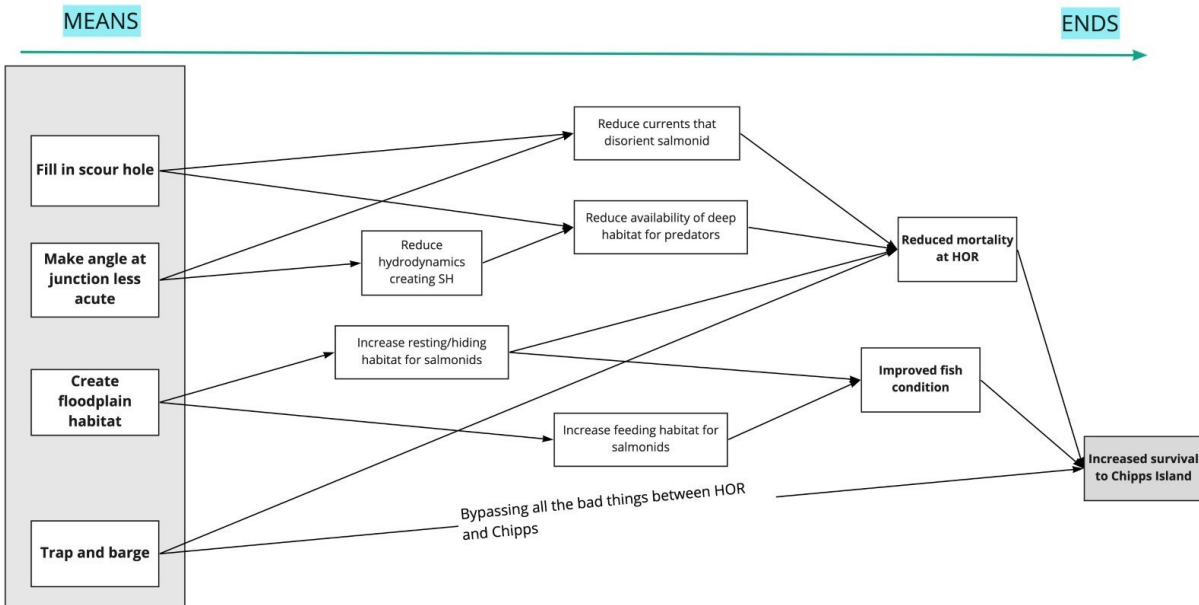 MEANS
ENDS
Fill in scour hole
Make angle at
junction less
acute
Create
floodplain
habitat
Trap and barge
Reduce
hydrodynamics
creating SH
Increase resting/hiding
habitat for salmonids
Reduce currents that
disorient salmonid
Reduce availability of deep
habitat for predators
Increase feeding habitat for
salmonids
Bypassing all the bad things between HOR
and Chipps
Reduced mortality
at HOR
Improved fish
condition
Increased survival
to Chipps Island